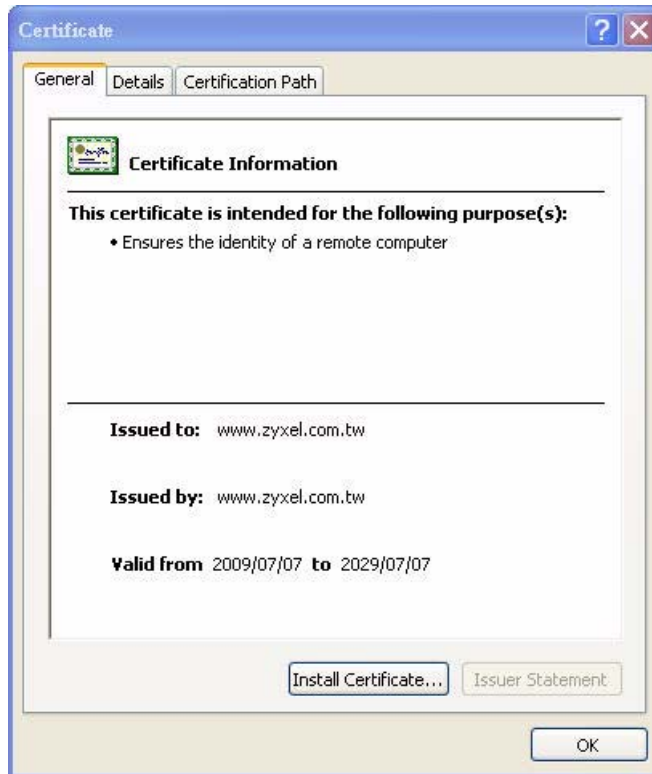 Certificate
General Details Certification Path
Certificate Information
This certificate is intended for the following purpose(s):
• Ensures the identity of a remote computer
Issued to: www.zyxel.com.tw
Issued by: www.zyxel.com.tw
Valid from 2009/07/07 to 2029/07/07
Install Certificate... Issuer Statement
OK